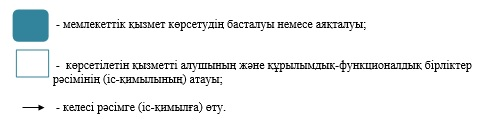 - мемлекеттік қызмет көрсетудің басталуы немесе аяқталуы;
- көрсетілетін қызметті алушының және құрылымдық-функционалдық бірліктер
рәсімінің (іс-қимылының) атауы;
- келесі рәсімге (іс-қимылға) өту.